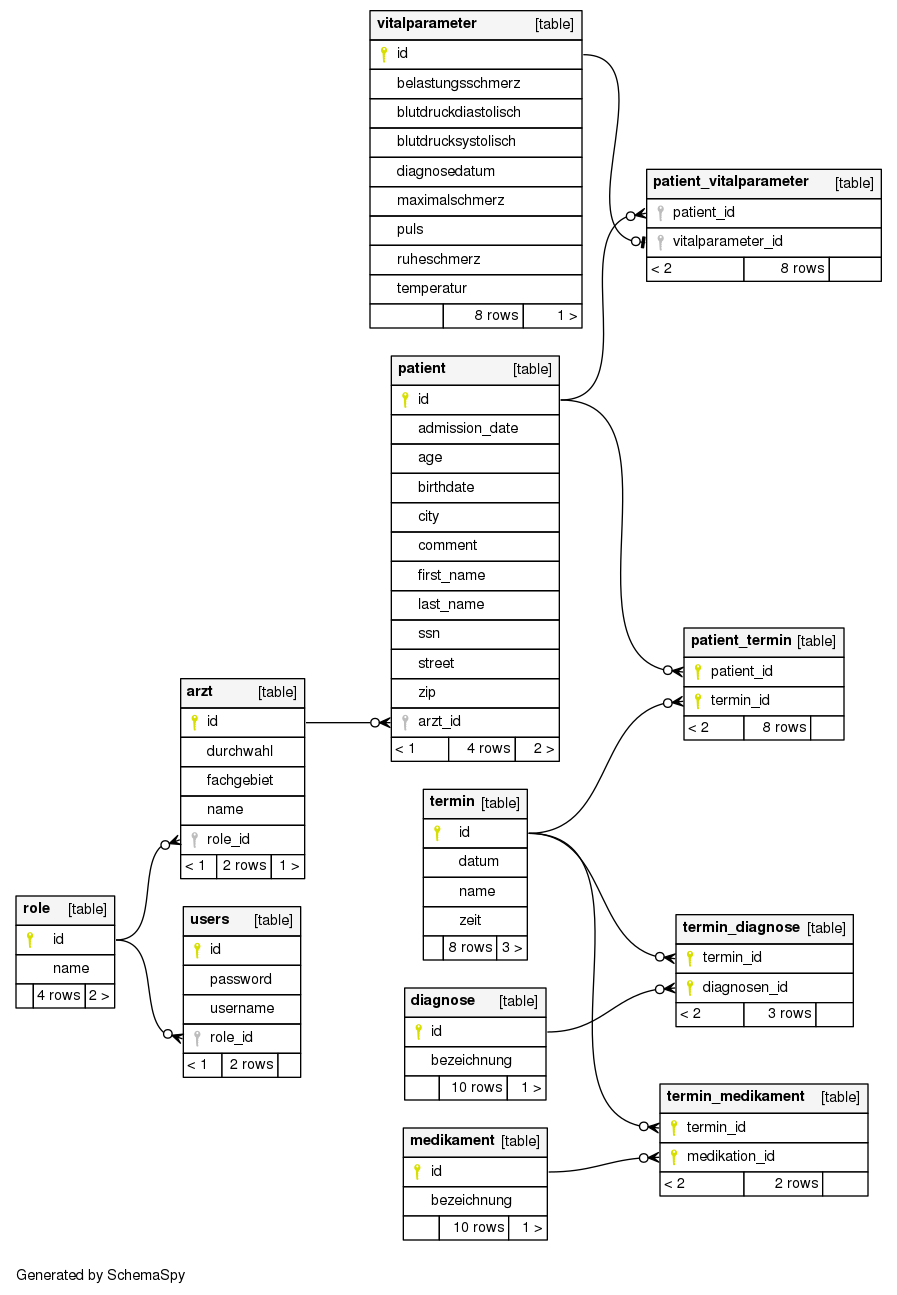 vitalparameter [table]
id
belastungsschmerz
blutdruckdiastolisch
blutdrucksystolisch
diagnosedatum
maximalschmerz
puls
ruheschmerz
temperatur
8 rows 1 >
patient_vitalparameter [table]
patient_id
vitalparameter_id
< 2 8 rows
patient [table]
id
admission_date
age
birthdate
city
comment
first_name
last_name
ssn
street
zip
arzt_id
< 1 4 rows 2 >
patient_termin [table]
patient_id
termin_id
< 2 8 rows
arzt [table]
id
durchwahl
fachgebiet
name
role_id
< 1 2 rows 1 >
termin [table]
id
datum
name
zeit
8 rows 3 >
role [table]
id
name
4 rows 2 >
users [table]
id
password
username
role_id
< 1 2 rows
termin_diagnose [table]
termin_id
diagnosen_id
< 2 3 rows
diagnose [table]
id
bezeichnung
10 rows 1 >
termin_medikament [table]
termin_id
medikation_id
< 2 2 rows
medikament [table]
id
bezeichnung
10 rows 1 >
Generated by SchemaSpy